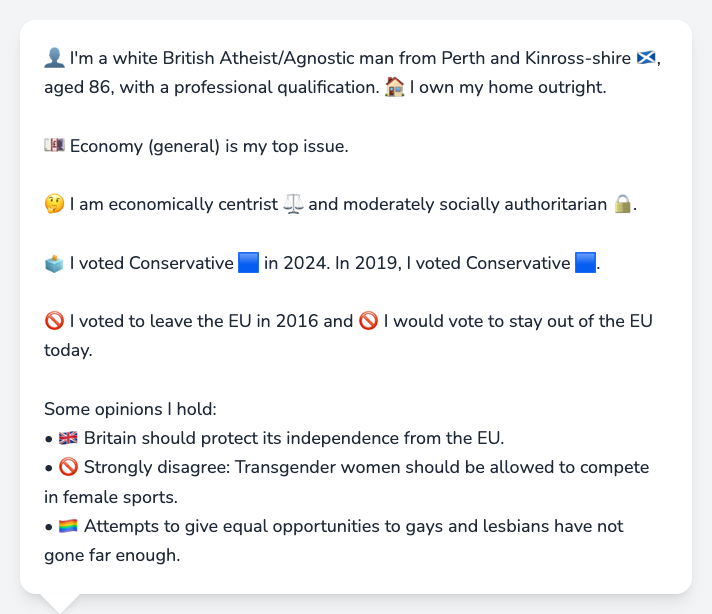 👤 I'm a white British Atheist/Agnostic man from Perth and Kinross-shire 🏴󠁧󠁢󠁳󠁣󠁴󠁿,
aged 86, with a professional qualification. 🏠 I own my home outright.
💷 Economy (general) is my top issue.
🤔 I am economically centrist ⚖️ and moderately socially authoritarian 🔒.
🗳️ I voted Conservative 🟦 in 2024. In 2019, I voted Conservative 🟦.
🚫 I voted to leave the EU in 2016 and 🚫 I would vote to stay out of the EU
today.
Some opinions I hold:
• 🇬🇧 Britain should protect its independence from the EU.
• 🚫 Strongly disagree: Transgender women should be allowed to compete
in female sports.
• 🏳️‍🌈 Attempts to give equal opportunities to gays and lesbians have not
gone far enough.